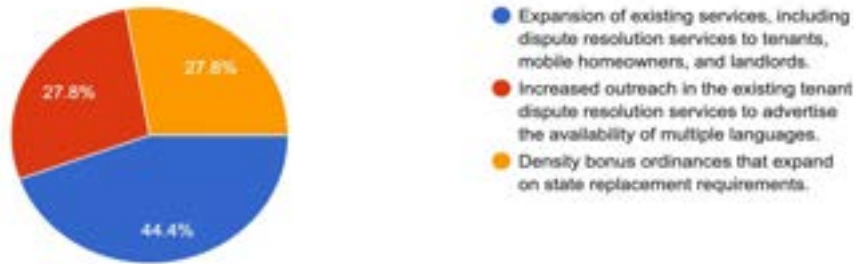 27.8%
27.8%
44.4%
Expansion of existing services, including
dispute resolution services to tenants,
mobile homeowners, and landlords.
Increased outreach in the existing tenant
dispute resolution services to advertise
the availability of multiple languages.
Density bonus ordinances that expand
on state replacement requirements.